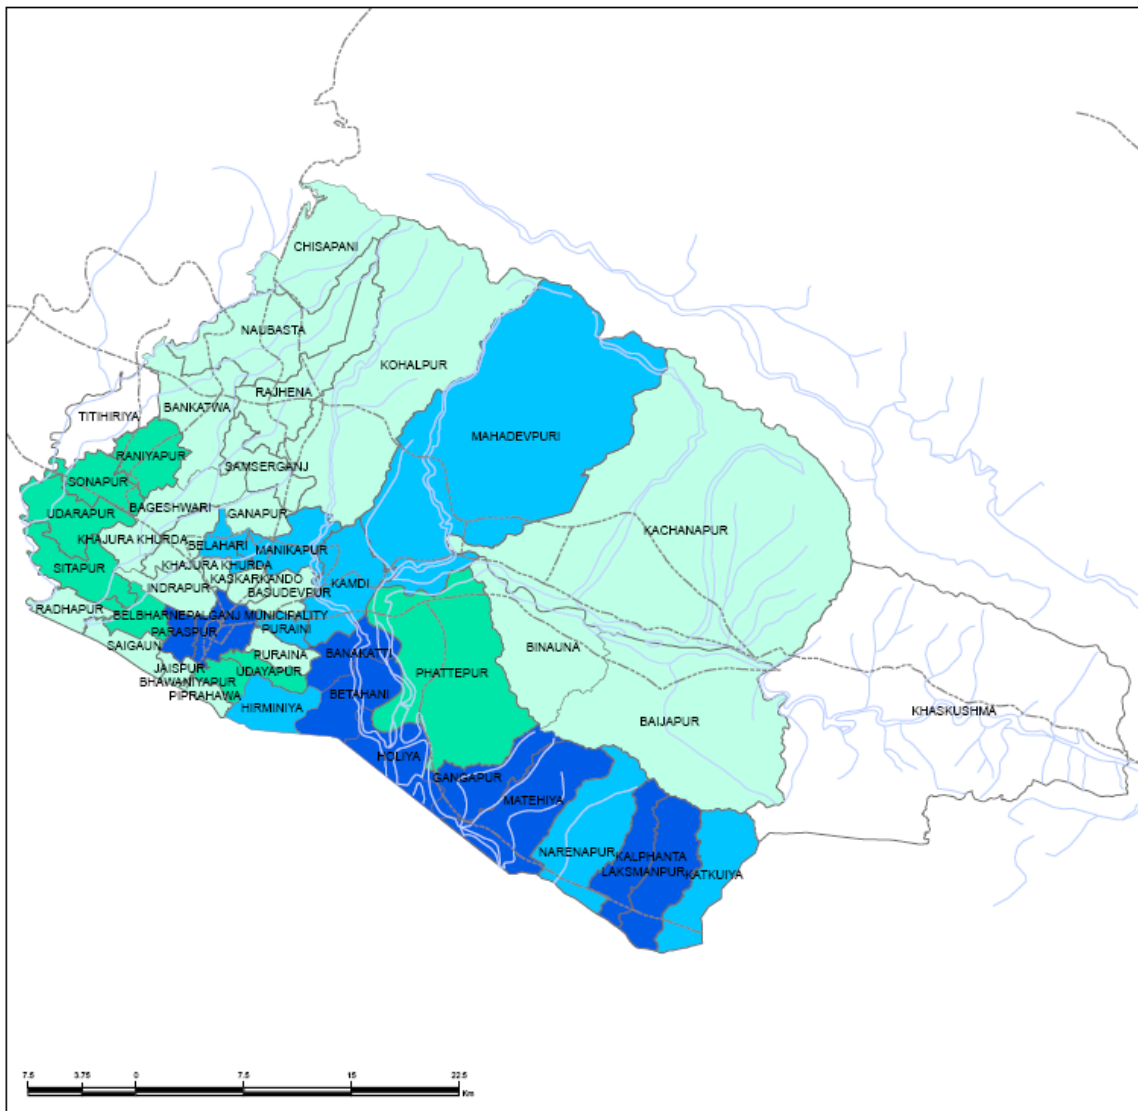 CHISAPANI
NAUBASTA
KOHALPUR
RAJHENA
BANKATWA
TITIHIRIYA
MAHADEVPURI
RANIYAPUR
SAMSERGANJ
SONAPUR
BAGESHWARI
UDARAPUR
GANAPUR
KACHANAPUR
KHAJURA KHURDA
BELAHARI
MANIKAPUR
KHAJURA KHURDA
SITAPUR
KASKARKANDO
KAMDI
INDRAPUR
BASUDEVPUR
RADHAPUR
BELBHAR
NEPALGANJ MUNICIPALITY
PARASPUR
PURAINI
SAIGAUN
PURAINA
BANAKATTI
BINAUNA
JAISPUR
UDAYAPUR
PHATTEPUR
BHAWANIYAPUR
PIPRAHAWA
BETAHANI
HIRMINIYA
KHASKUSHMA
BAIJAPUR
HOLIYA
GANGAPUR
MATEHIYA
NARENAPUR
KALPHANTA
LAKSMANPUR
KATKUIYA
7.5 3.75 0 7.5 15 22.5
Km